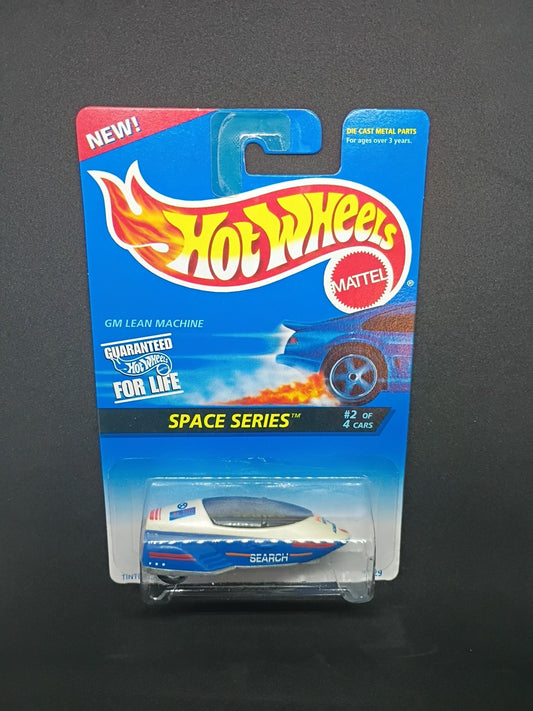 NEW!
DIE CAST METAL PARTS
For ages over 3 years.
HOT WHEELS
®
MATTEL
GM LEAN MACHINE
GUARANTEED
Hot Wheels
FOR LIFE
SPACE SERIES™
#2 OF
4 CARS
SEARCH
TINTE